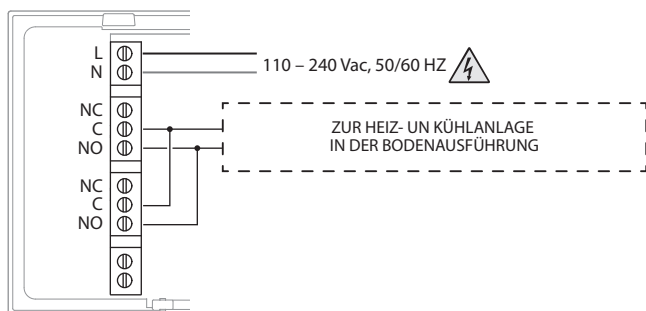 L
N
110 – 240 Vac, 50/60 HZ
NC
C
NO
ZUR HEIZ- UN KÜHLANLAGE
IN DER BODENAUSFÜHRUNG
NC
C
NO